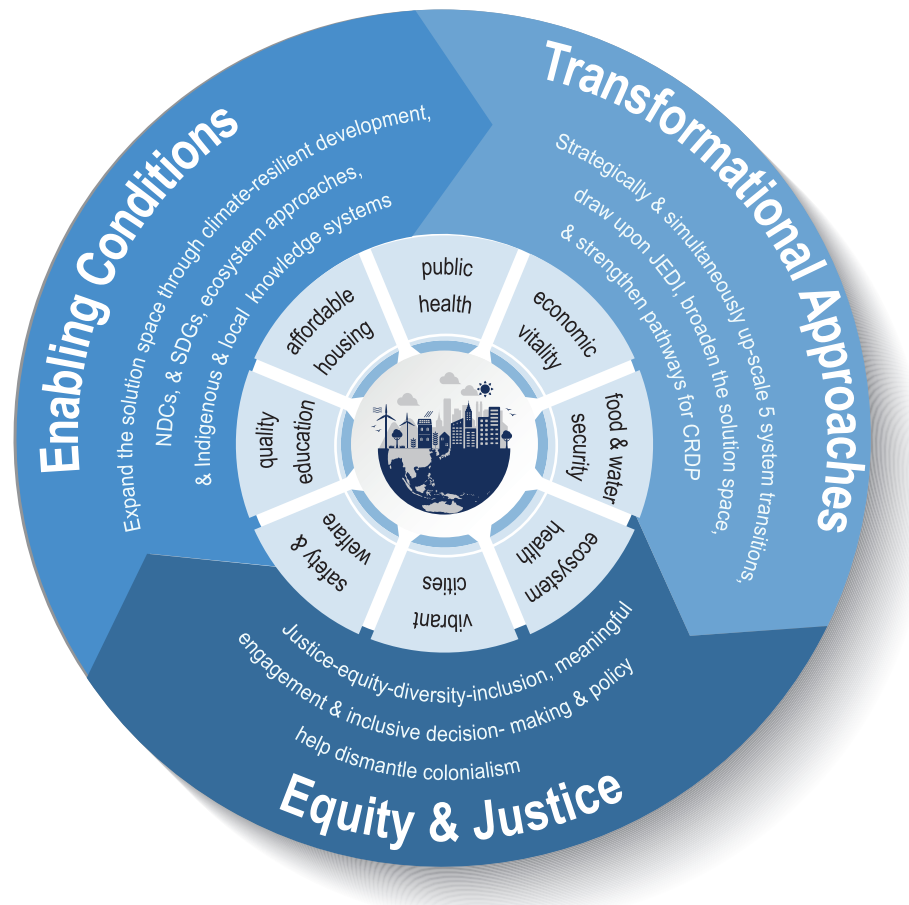 Enabling Conditions
Expand the solution space through climate-resilient development,
NDCs, & SDGs, ecosystem approaches,
& Indigenous & local knowledge systems
Transformational Approaches
Strategically & simultaneously up-scale 5 system transitions,
draw upon JEDI, broaden the solution space,
& strengthen pathways for CRDP
public
health
economic
vitality
food & water
security
ecosystem
health
vibrant
cities
safety &
welfare
quality
education
affordable
housing
Justice-equity-diversity-inclusion, meaningful
engagement & inclusive decision- making & policy
help dismantle colonialism
Equity & Justice